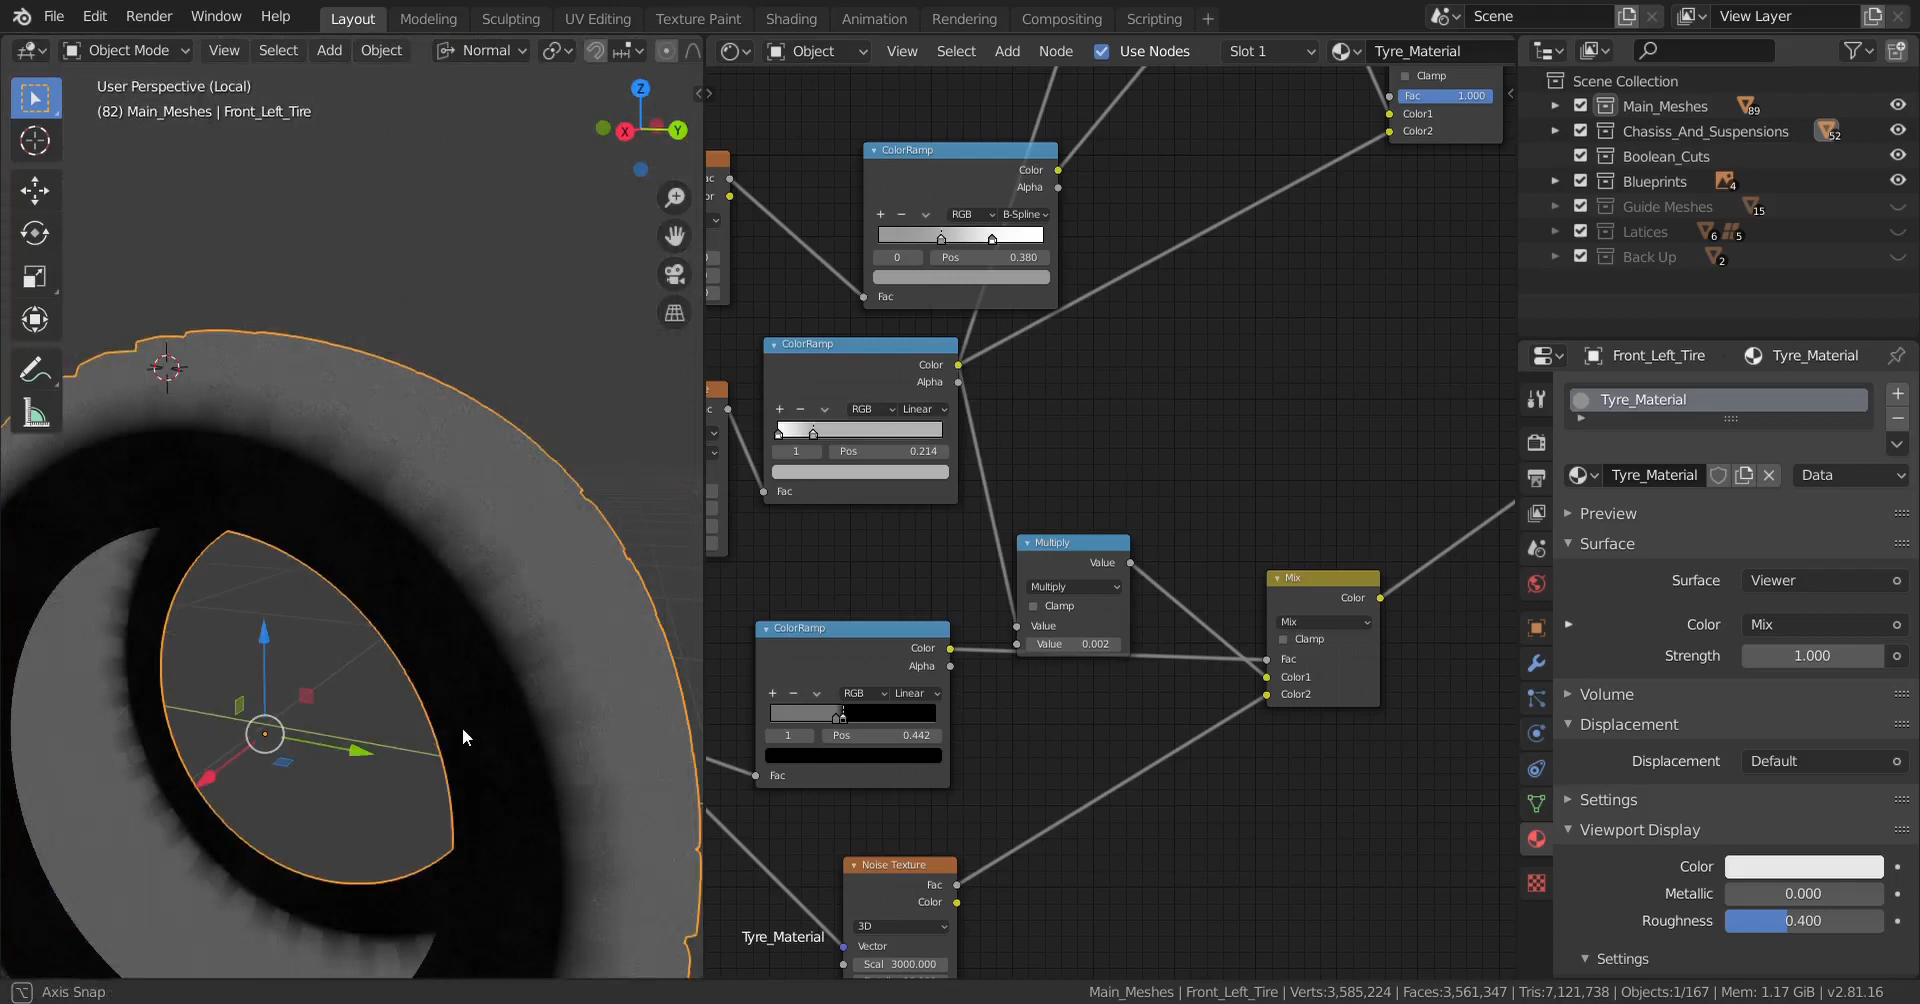 File Edit Render Window Help
Layout Modeling Sculpting UV Editing Texture Paint Shading Animation Rendering Compositing Scripting +
Scene
View Layer
Object Mode View Select Add Object Normal
Object View Select Add Node Use Nodes Slot 1 Tyre_Material
User Perspective (Local)
(82) Main_Meshes | Front_Left_Tire
Z
X
Y
ColorRamp
Color
Alpha
RGB B-Spline
0 Pos 0.380
Fac
ColorRamp
Color
Alpha
RGB Linear
1 Pos 0.214
Fac
ColorRamp
Color
Alpha
RGB Linear
1 Pos 0.442
Fac
Multiply
Value
Multiply
Clamp
Value
Value 0.002
Mix
Color
Mix
Clamp
Fac
Color1
Color2
Clamp
Fac 1.000
Color1
Color2
Noise Texture
Fac
Color
3D
Vector
Scal 3000.000
Tyre_Material
Scene Collection
Main_Meshes 89
Chasiss_And_Suspensions 52
Boolean_Cuts
Blueprints 4
Guide Meshes 15
Latices 6 5
Back Up 2
Front_Left_Tire Tyre_Material
Tyre_Material
Tyre_Material Data
Preview
Surface
Surface Viewer
Color Mix
Strength 1.000
Volume
Displacement
Displacement Default
Settings
Viewport Display
Color
Metallic 0.000
Roughness 0.400
Settings
Axis Snap
Main_Meshes | Front_Left_Tire | Verts:3,585,224 | Faces:3,561,347 | Tris:7,121,738 | Objects:1/167 | Mem: 1.17 GiB | v2.81.16